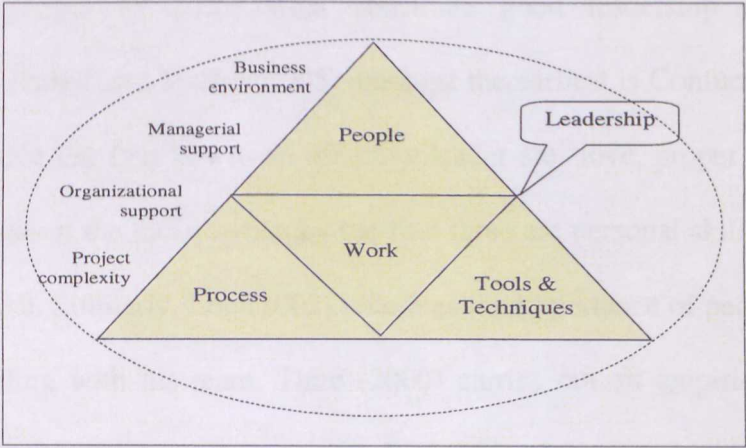 Business
environment
Managerial
support
Organizational
support
Project
complexity
People
Leadership
Work
Process
Tools &
Techniques